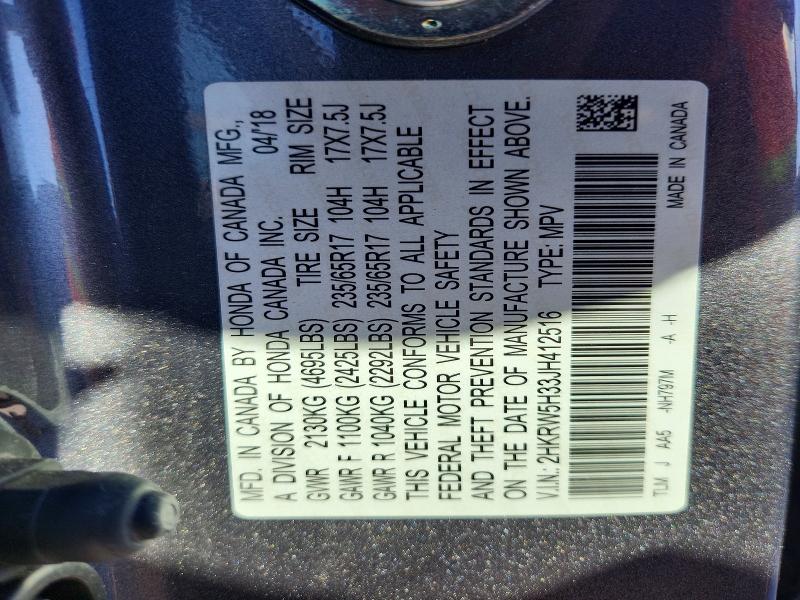 MFD. IN CANADA BY HONDA OF CANADA MFG.,
A DIVISION OF HONDA CANADA INC. 04/18
GVWR 2130KG (4695LBS) TIRE SIZE RIM SIZE
GAWR F 1100KG (2425LBS) 235/65R17 104H 17X7.5J
GAWR R 1040KG (2292LBS) 235/65R17 104H 17X7.5J
THIS VEHICLE CONFORMS TO ALL APPLICABLE
FEDERAL MOTOR VEHICLE SAFETY
AND THEFT PREVENTION STANDARDS IN EFFECT
ON THE DATE OF MANUFACTURE SHOWN ABOVE.
V.I.N.: 2HKRW5H33JH412516 TYPE: MPV
TLM J AA5 -NH797M -A -H
MADE IN CANADA